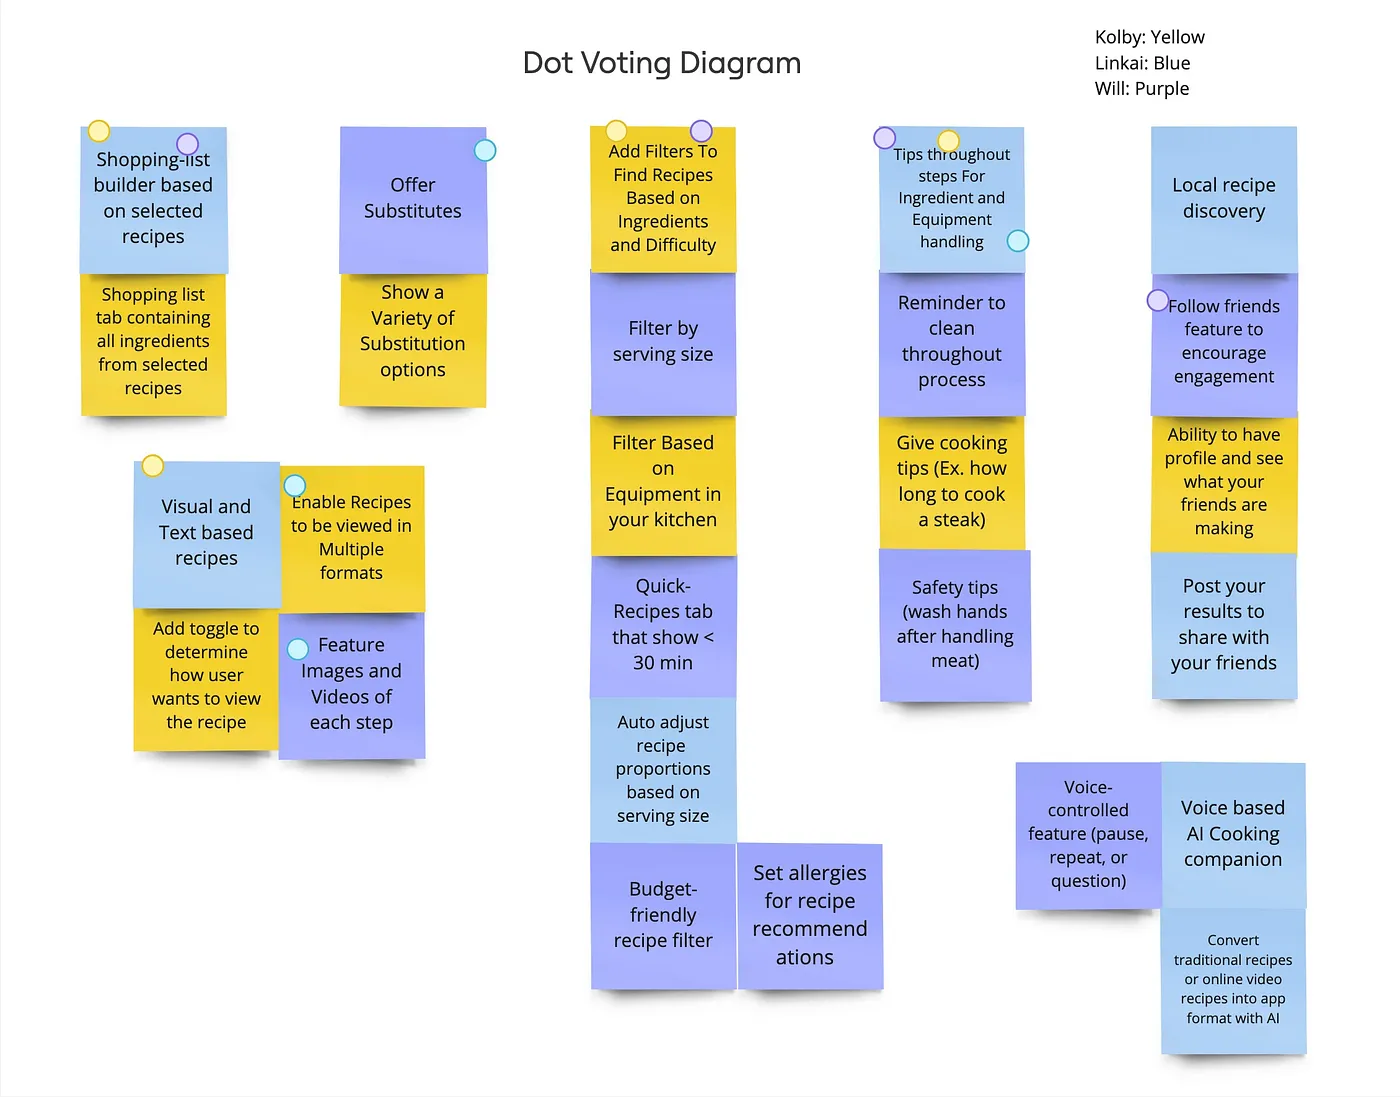 Dot Voting Diagram
Kolby: Yellow
Linkai: Blue
Will: Purple
Shopping-list
builder based
on selected
recipes
Shopping list
tab containing
all ingredients
from selected
recipes
Offer
Substitutes
Show a
Variety of
Substitution
options
Visual and
Text based
recipes
Enable Recipes
to be viewed in
Multiple
formats
Add toggle to
determine
how user
wants to view
the recipe
Feature
Images and
Videos of
each step
Add Filters To
Find Recipes
Based on
Ingredients
and Difficulty
Filter by
serving size
Filter Based
on
Equipment in
your kitchen
Quick-
Recipes tab
that show <
30 min
Auto adjust
recipe
proportions
based on
serving size
Budget-
friendly
recipe filter
Set allergies
for recipe
recommend
ations
Tips throughout
steps For
Ingredient and
Equipment
handling
Reminder to
clean
throughout
process
Give cooking
tips (Ex. how
long to cook
a steak)
Safety tips
(wash hands
after handling
meat)
Local recipe
discovery
Follow friends
feature to
encourage
engagement
Ability to have
profile and see
what your
friends are
making
Post your
results to
share with
your friends
Voice-
controlled
feature (pause,
repeat, or
question)
Voice based
AI Cooking
companion
Convert
traditional recipes
or online video
recipes into app
format with AI